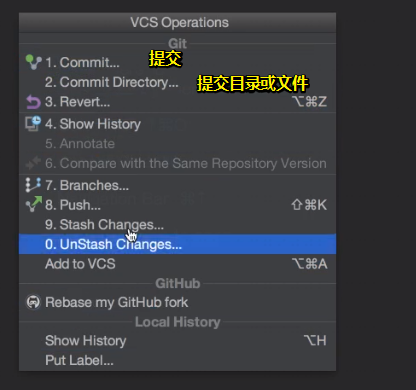 VCS Operations
Git
1. Commit... 提交
2. Commit Directory... 提交目录或文件
3. Revert... ⌥⌘Z
4. Show History
5. Annotate
6. Compare with the Same Repository Version
7. Branches...
8. Push... ⇧⌘K
9. Stash Changes...
0. UnStash Changes...
Add to VCS ⌥⌘A
GitHub
Rebase my GitHub fork
Local History
Show History ⌥H
Put Label...